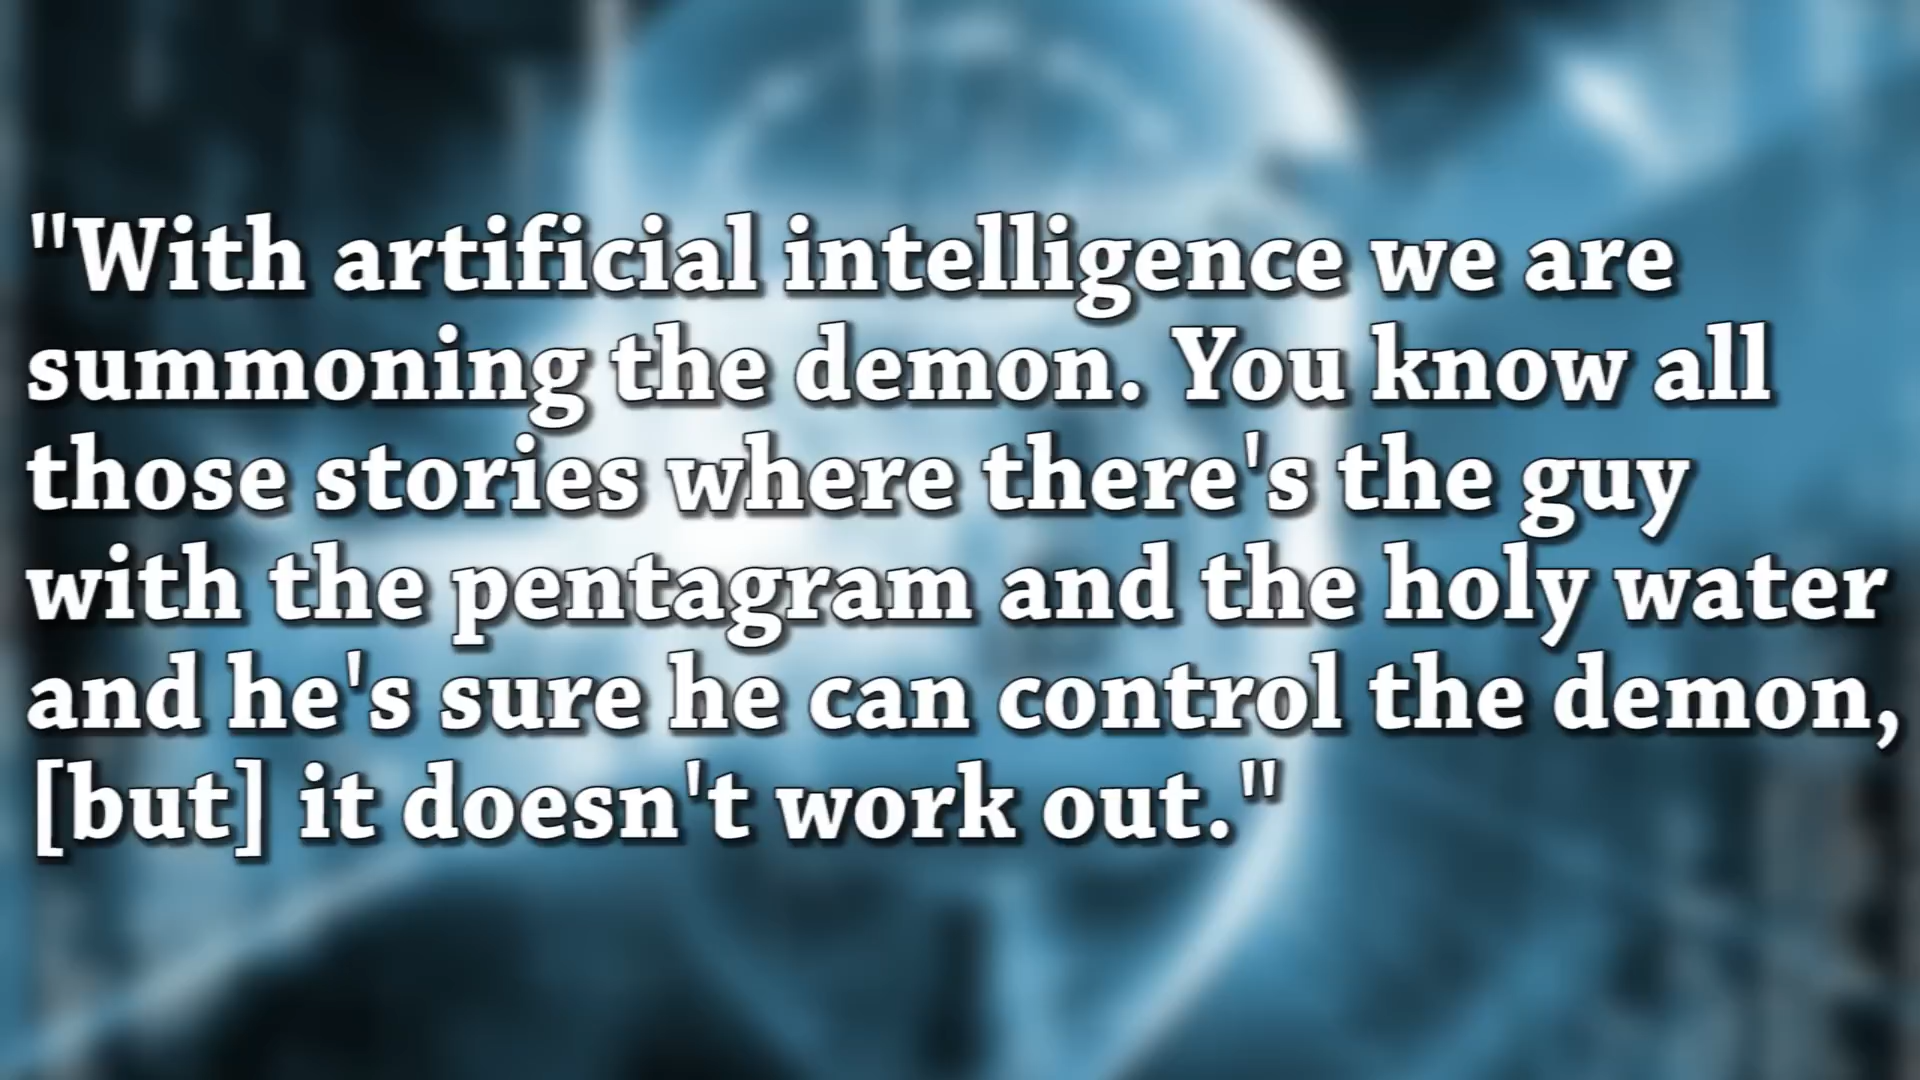 "With artificial intelligence we are
summoning the demon. You know all
those stories where there's the guy
with the pentagram and the holy water
and he's sure he can control the demon,
[but] it doesn't work out."